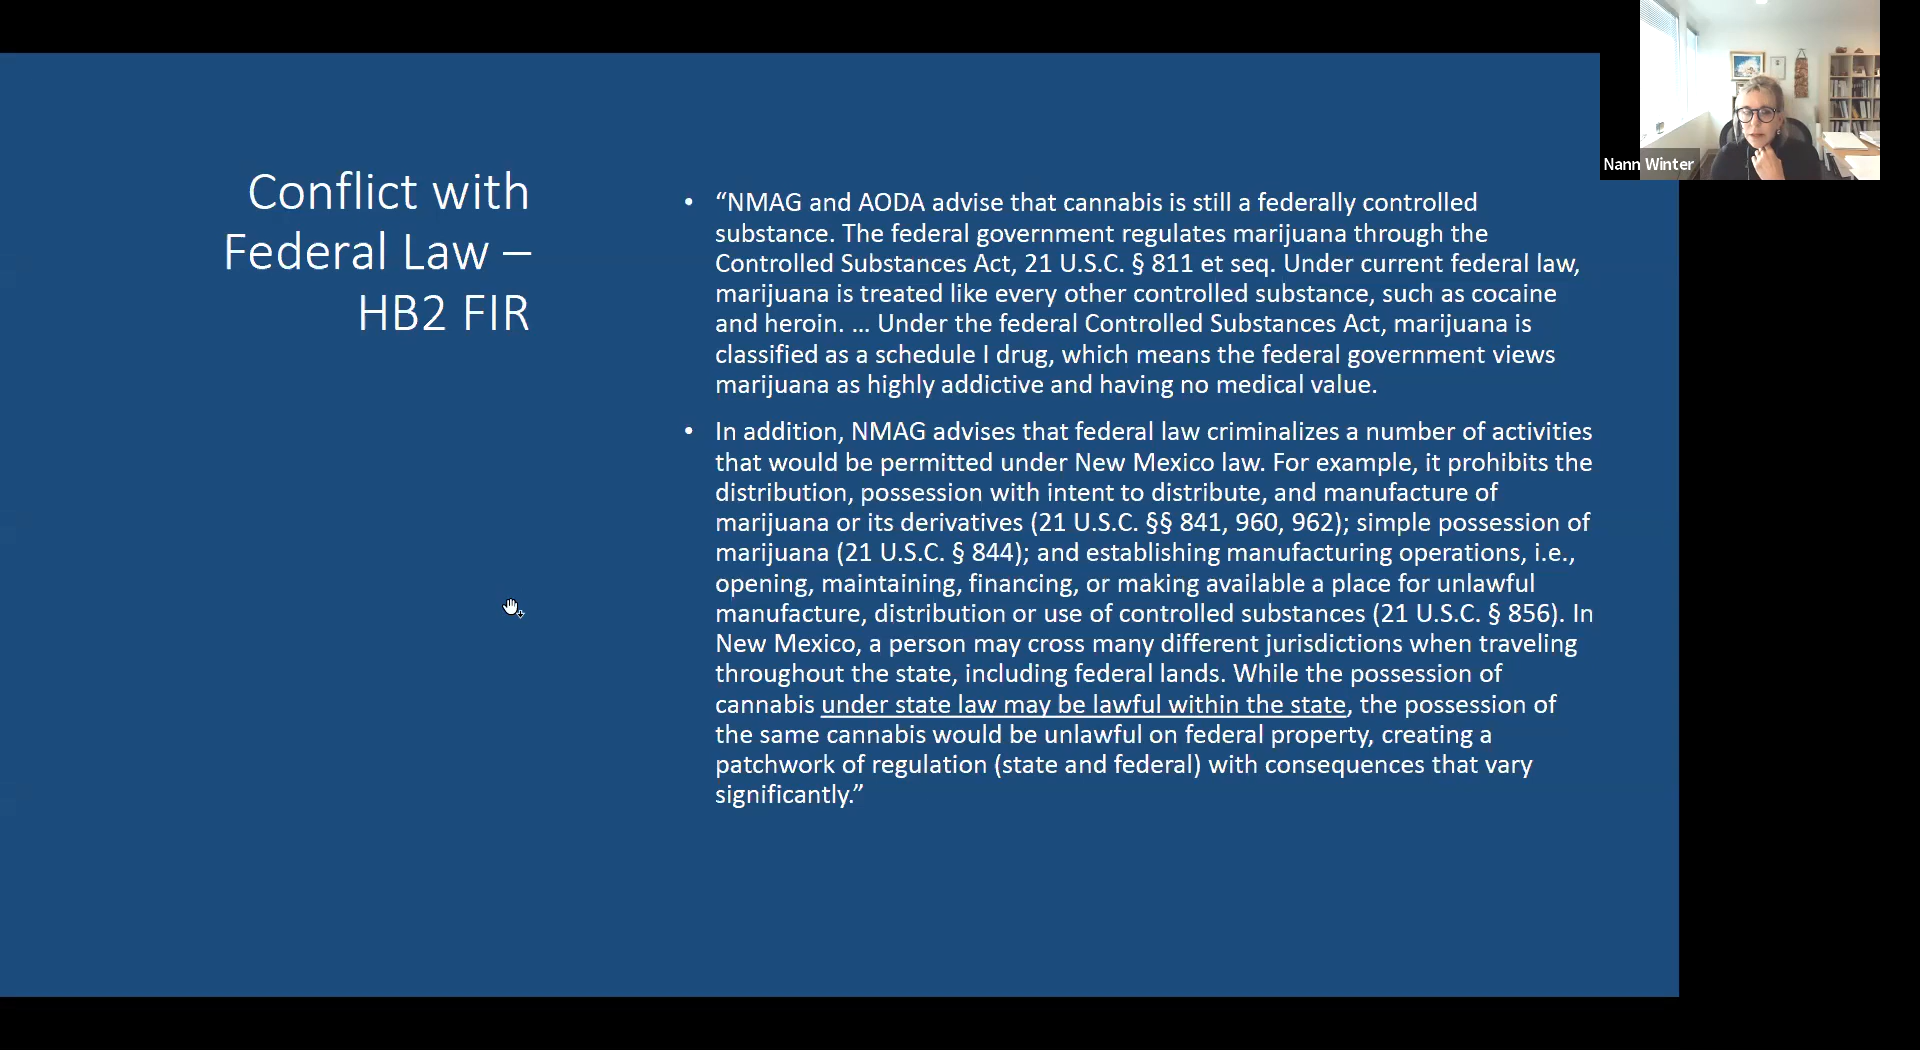 Conflict with
Federal Law –
HB2 FIR
• “NMAG and AODA advise that cannabis is still a federally controlled
substance. The federal government regulates marijuana through the
Controlled Substances Act, 21 U.S.C. § 811 et seq. Under current federal law,
marijuana is treated like every other controlled substance, such as cocaine
and heroin. … Under the federal Controlled Substances Act, marijuana is
classified as a schedule I drug, which means the federal government views
marijuana as highly addictive and having no medical value.
• In addition, NMAG advises that federal law criminalizes a number of activities
that would be permitted under New Mexico law. For example, it prohibits the
distribution, possession with intent to distribute, and manufacture of
marijuana or its derivatives (21 U.S.C. §§ 841, 960, 962); simple possession of
marijuana (21 U.S.C. § 844); and establishing manufacturing operations, i.e.,
opening, maintaining, financing, or making available a place for unlawful
manufacture, distribution or use of controlled substances (21 U.S.C. § 856). In
New Mexico, a person may cross many different jurisdictions when traveling
throughout the state, including federal lands. While the possession of
cannabis under state law may be lawful within the state, the possession of
the same cannabis would be unlawful on federal property, creating a
patchwork of regulation (state and federal) with consequences that vary
significantly.”
Nann Winter